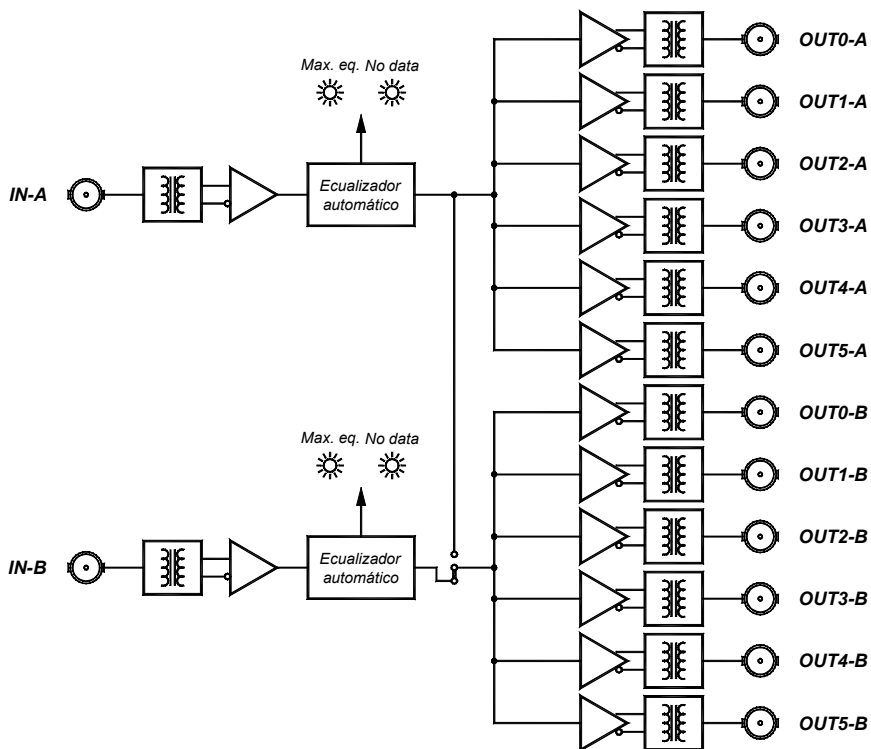 OUT0-A
Max. eq. No data
OUT1-A
OUT2-A
IN-A
Ecualizador
automático
OUT3-A
OUT4-A
OUT5-A
OUT0-B
Max. eq. No data
OUT1-B
OUT2-B
IN-B
Ecualizador
automático
OUT3-B
OUT4-B
OUT5-B